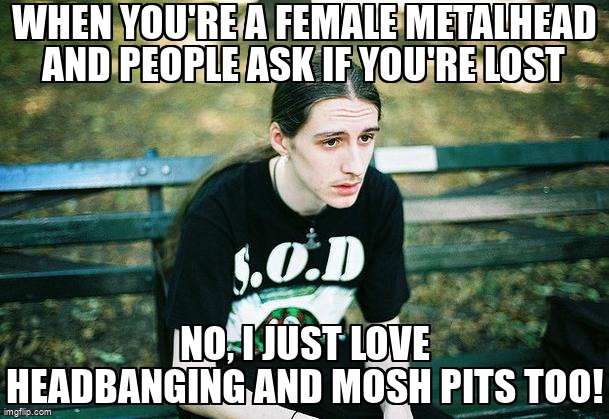 WHEN YOU'RE A FEMALE METALHEAD
AND PEOPLE ASK IF YOU'RE LOST
S.O.D
NO, I JUST LOVE
HEADBANGING AND MOSH PITS TOO!
imgflip.com